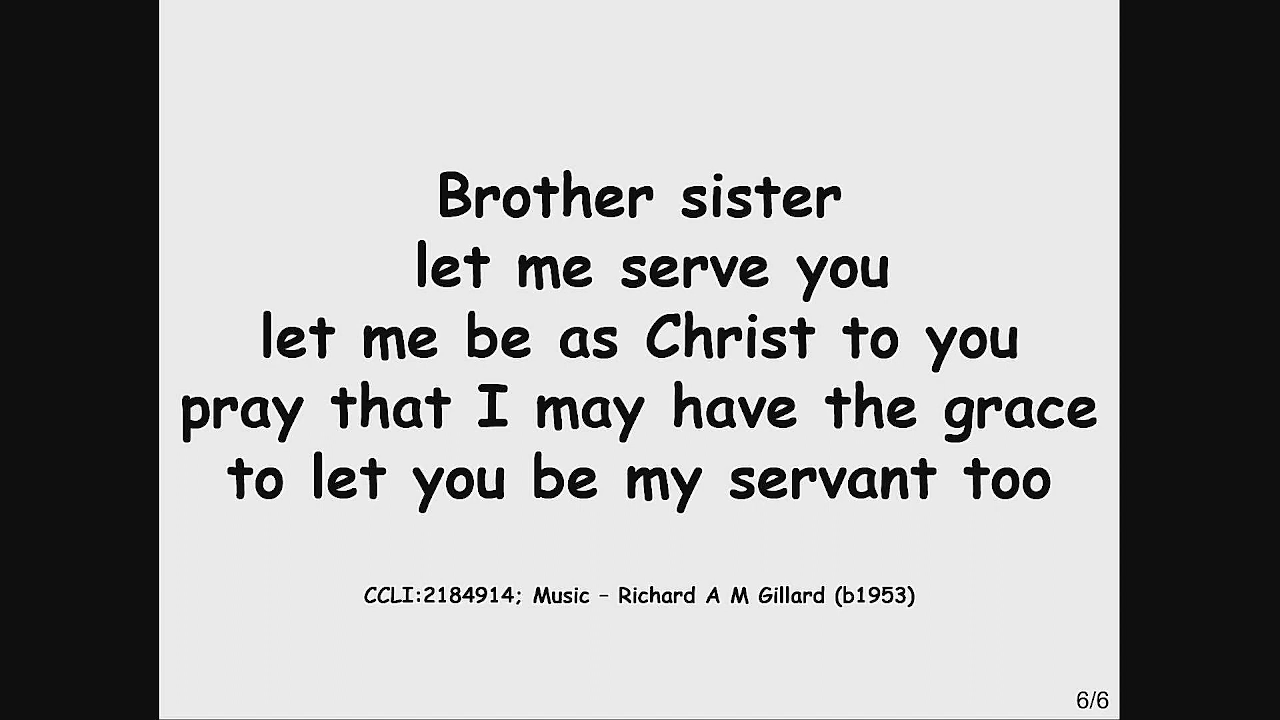 Brother sister
let me serve you
let me be as Christ to you
pray that I may have the grace
to let you be my servant too
CCLI:2184914; Music - Richard A M Gillard (b1953)
6/6